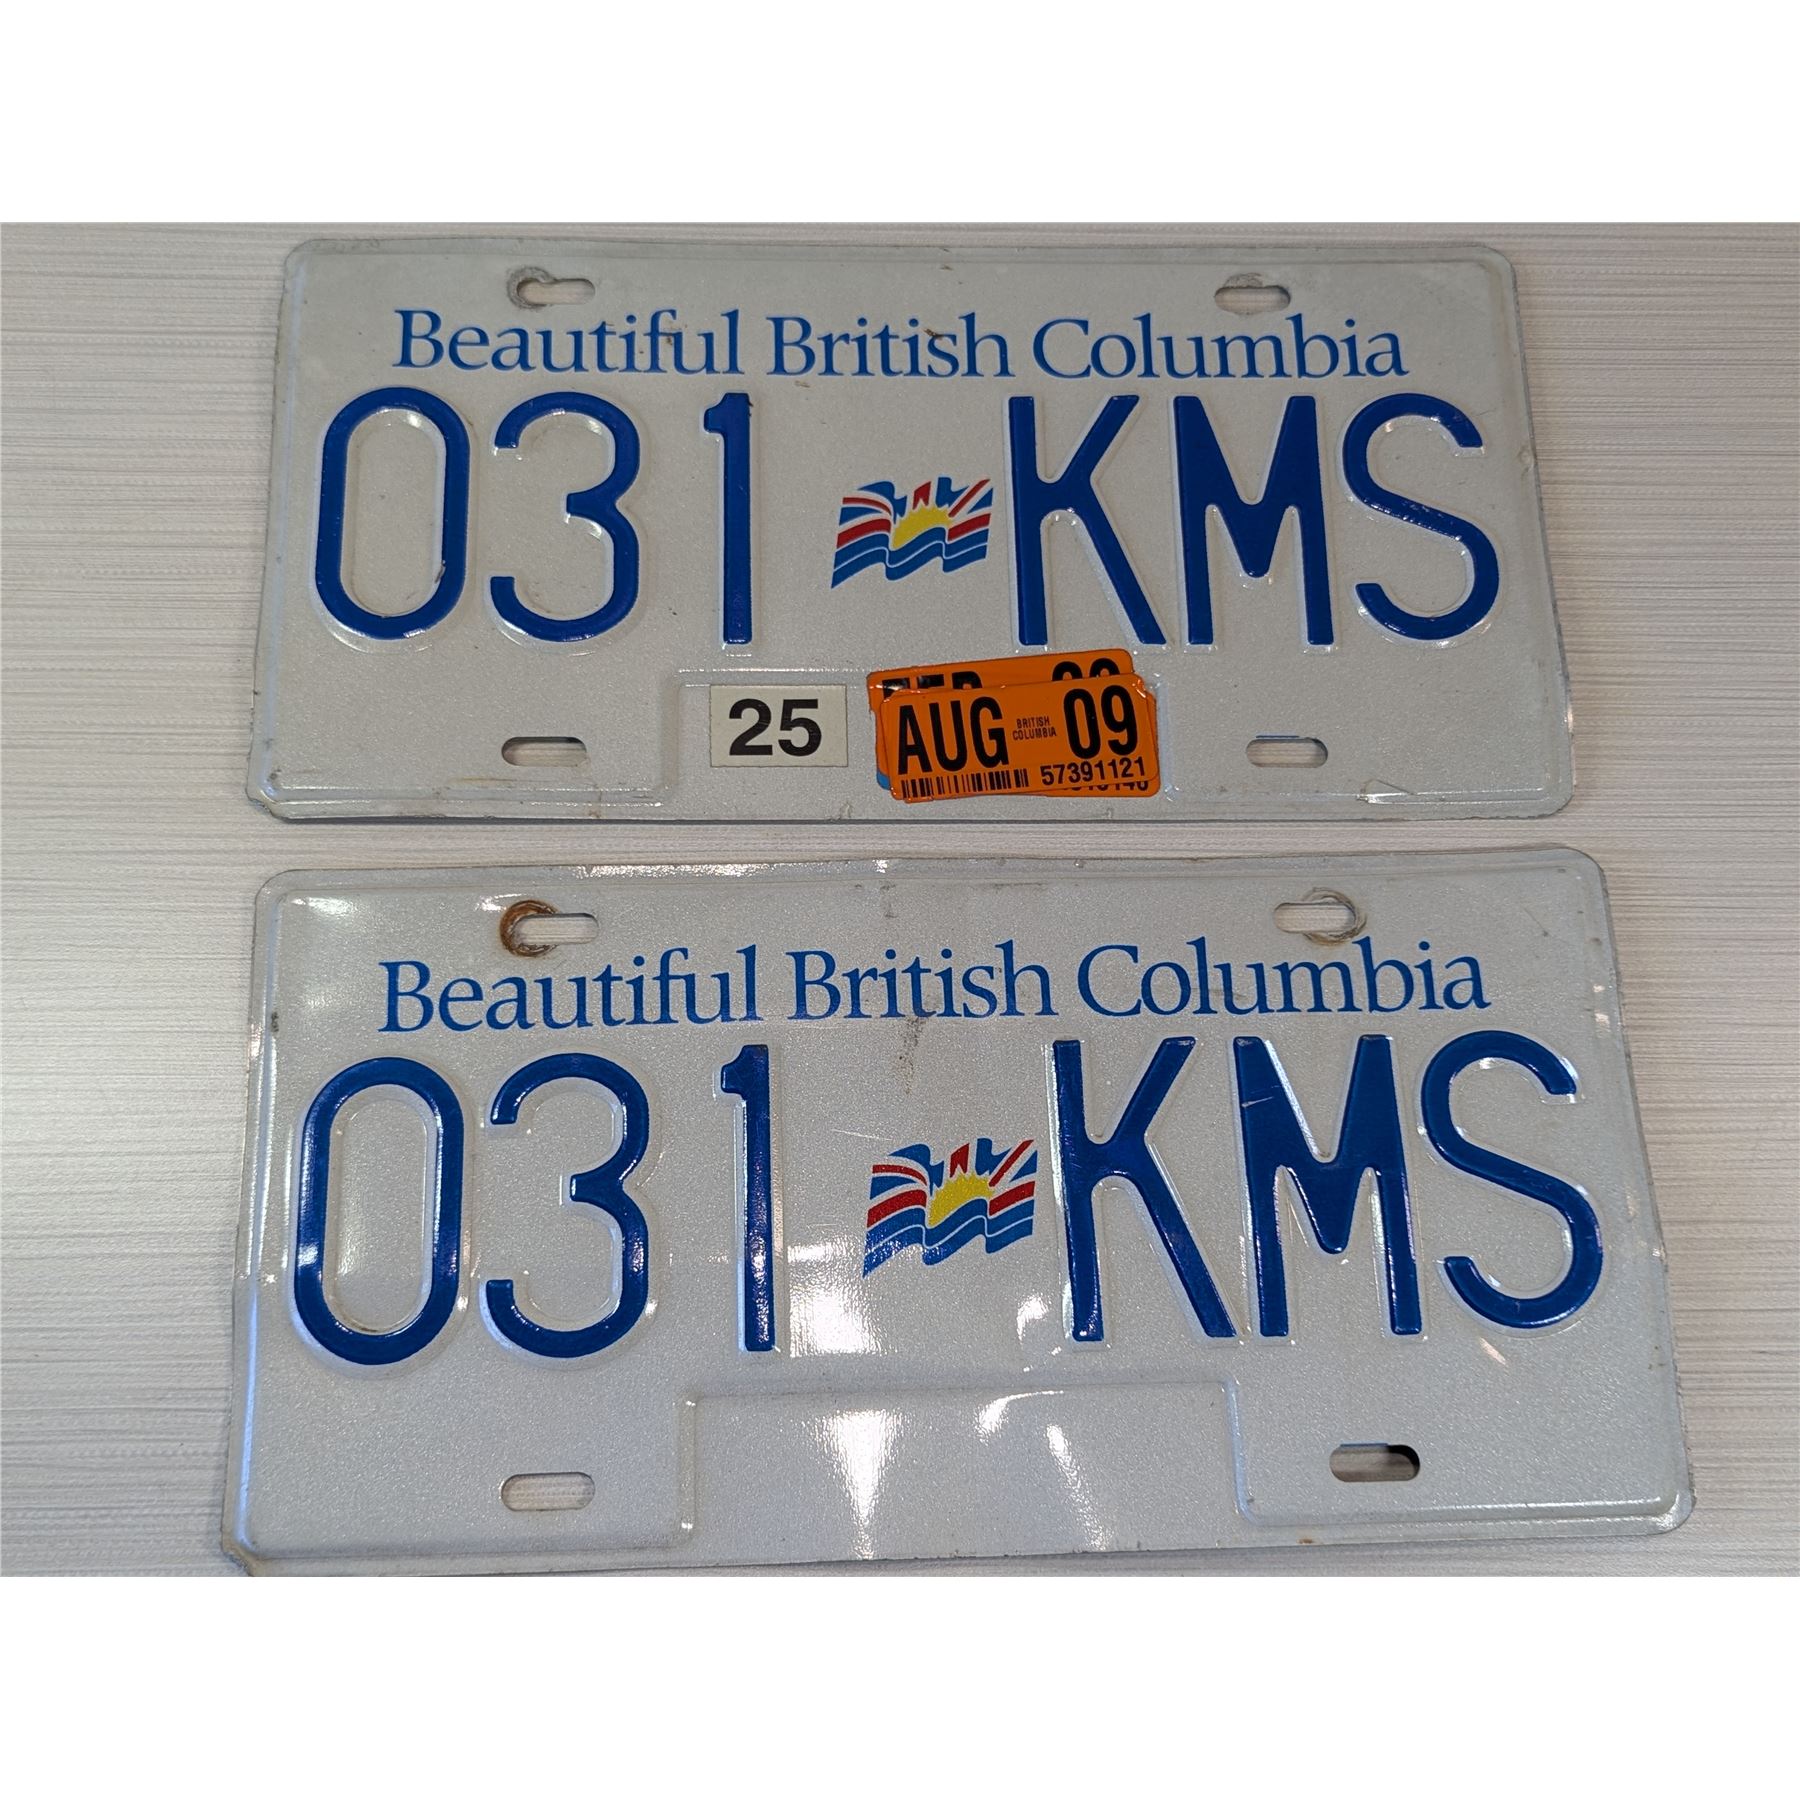 Beautiful British Columbia
031 KMS
25
AUG BRITISH COLUMBIA 09
57391121
Beautiful British Columbia
031 KMS